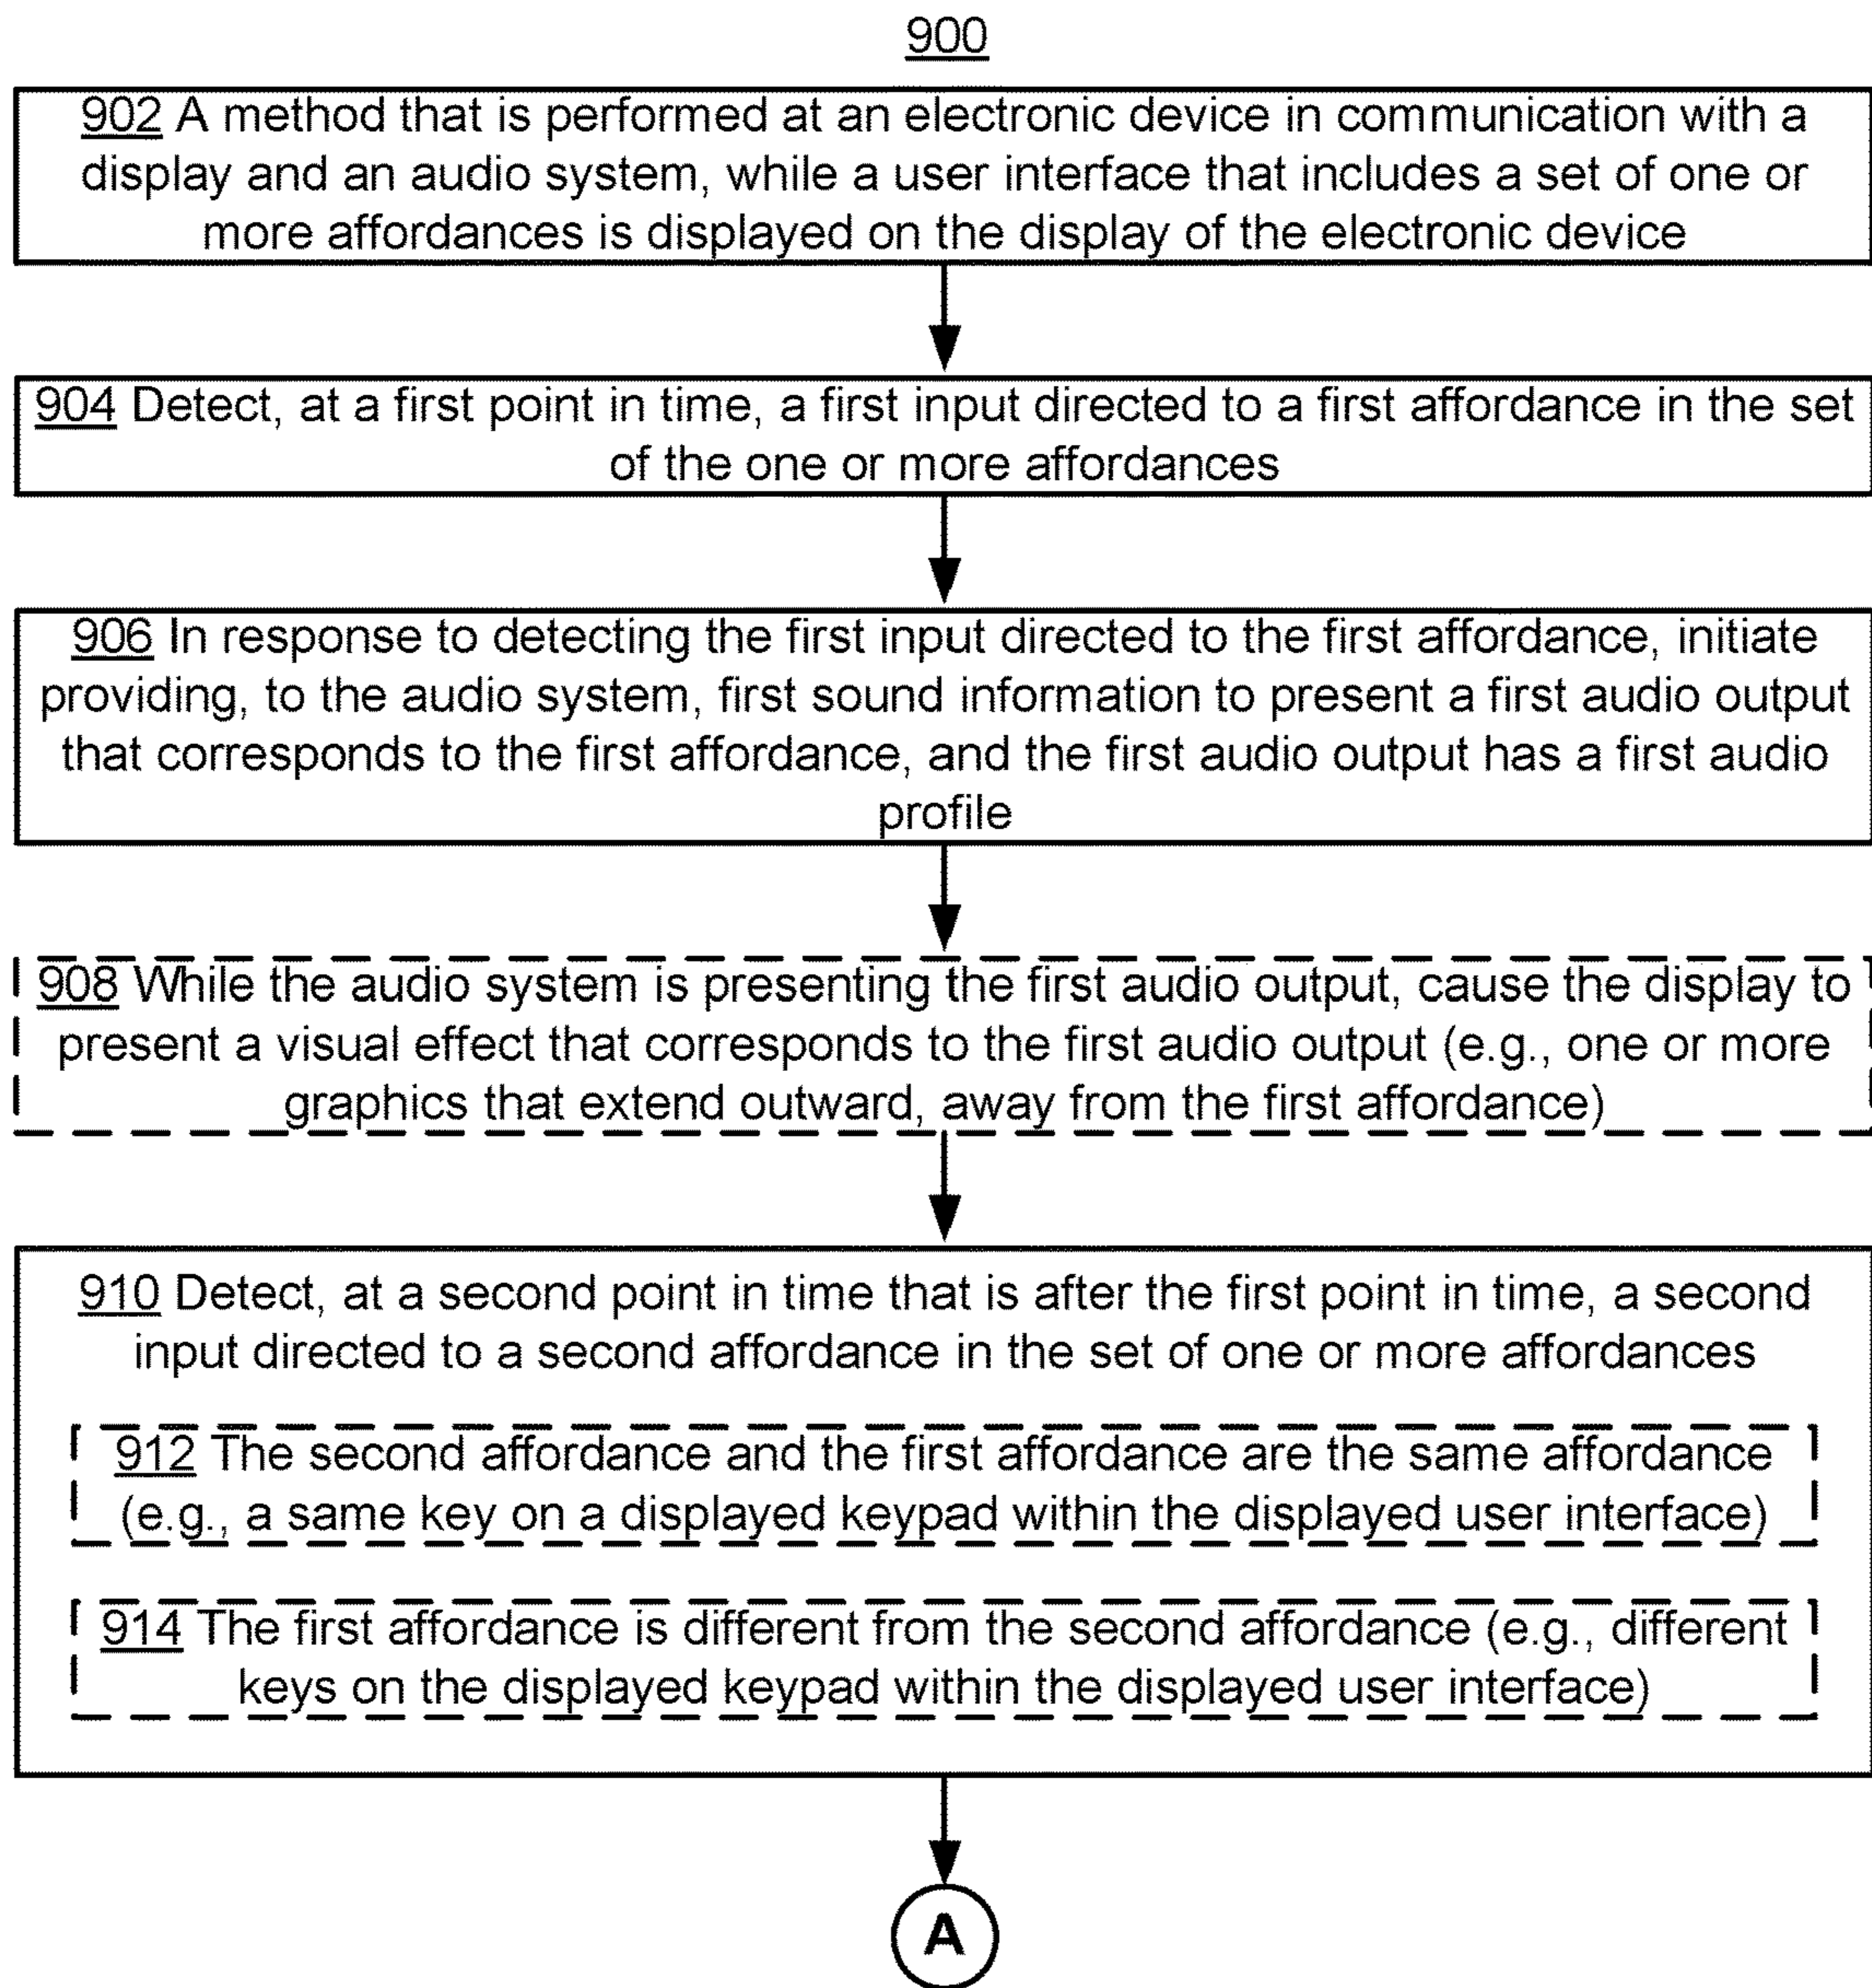 900
902 A method that is performed at an electronic device in communication with a
display and an audio system, while a user interface that includes a set of one or
more affordances is displayed on the display of the electronic device
904 Detect, at a first point in time, a first input directed to a first affordance in the set
of the one or more affordances
906 In response to detecting the first input directed to the first affordance, initiate
providing, to the audio system, first sound information to present a first audio output
that corresponds to the first affordance, and the first audio output has a first audio
profile
908 While the audio system is presenting the first audio output, cause the display to
present a visual effect that corresponds to the first audio output (e.g., one or more
graphics that extend outward, away from the first affordance)
910 Detect, at a second point in time that is after the first point in time, a second
input directed to a second affordance in the set of one or more affordances
912 The second affordance and the first affordance are the same affordance
(e.g., a same key on a displayed keypad within the displayed user interface)
914 The first affordance is different from the second affordance (e.g., different
keys on the displayed keypad within the displayed user interface)
A